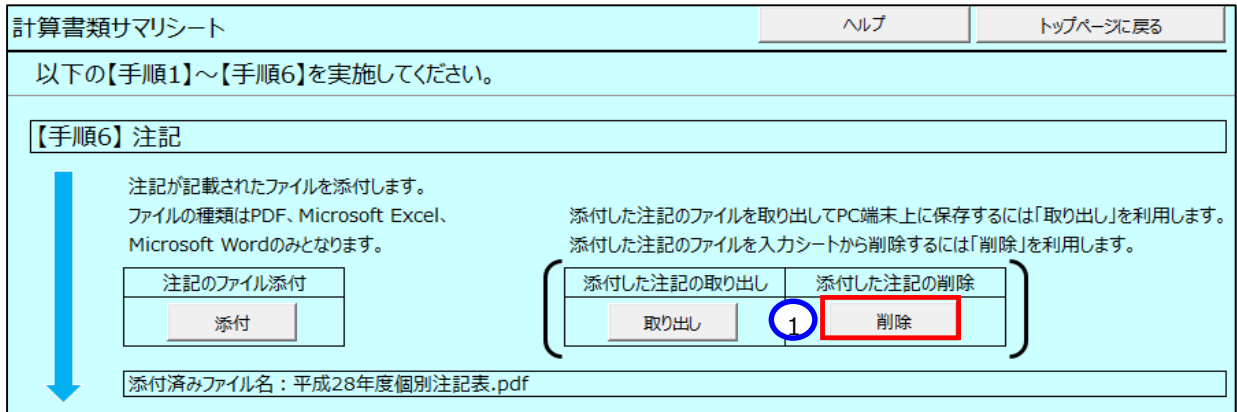 計算書類サマリシート
ヘルプ
トップページに戻る
以下の【手順1】～【手順6】を実施してください。
【手順6】 注記
注記が記載されたファイルを添付します。
ファイルの種類はPDF、Microsoft Excel、
Microsoft Wordのみとなります。
添付した注記のファイルを取り出してPC端末上に保存するには「取り出し」を利用します。
添付した注記のファイルを入力シートから削除するには「削除」を利用します。
注記のファイル添付
添付
添付した注記の取り出し
添付した注記の削除
取り出し
1
削除
添付済みファイル名：平成28年度個別注記表.pdf